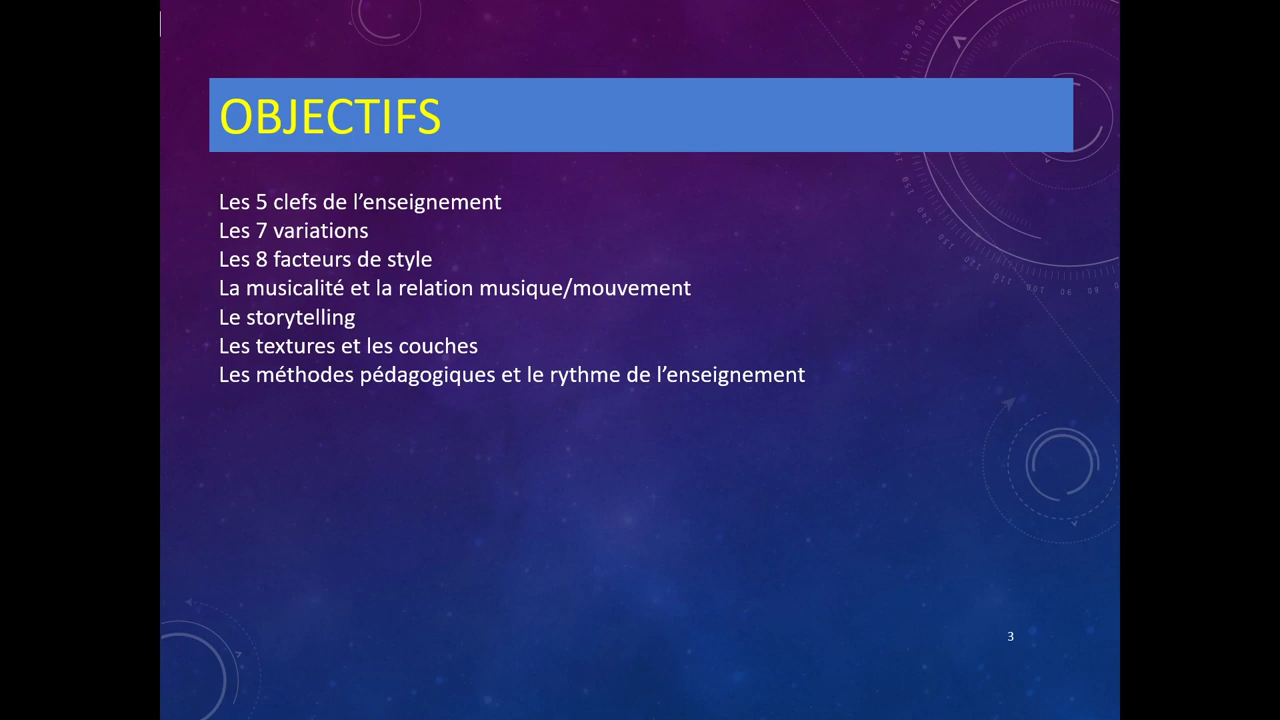 OBJECTIFS
Les 5 clefs de l’enseignement
Les 7 variations
Les 8 facteurs de style
La musicalité et la relation musique/mouvement
Le storytelling
Les textures et les couches
Les méthodes pédagogiques et le rythme de l’enseignement
3